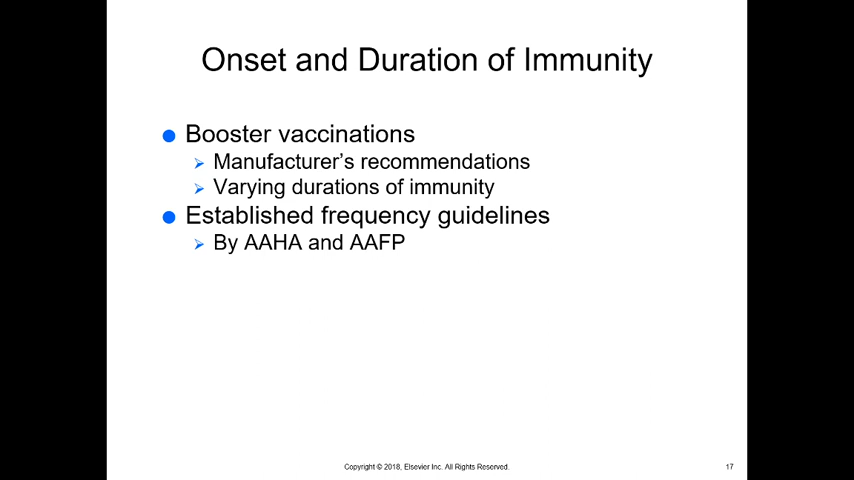 Onset and Duration of Immunity
Booster vaccinations
Manufacturer's recommendations
Varying durations of immunity
Established frequency guidelines
By AAHA and AAFP
Copyright © 2018, Elsevier Inc. All Rights Reserved.
17